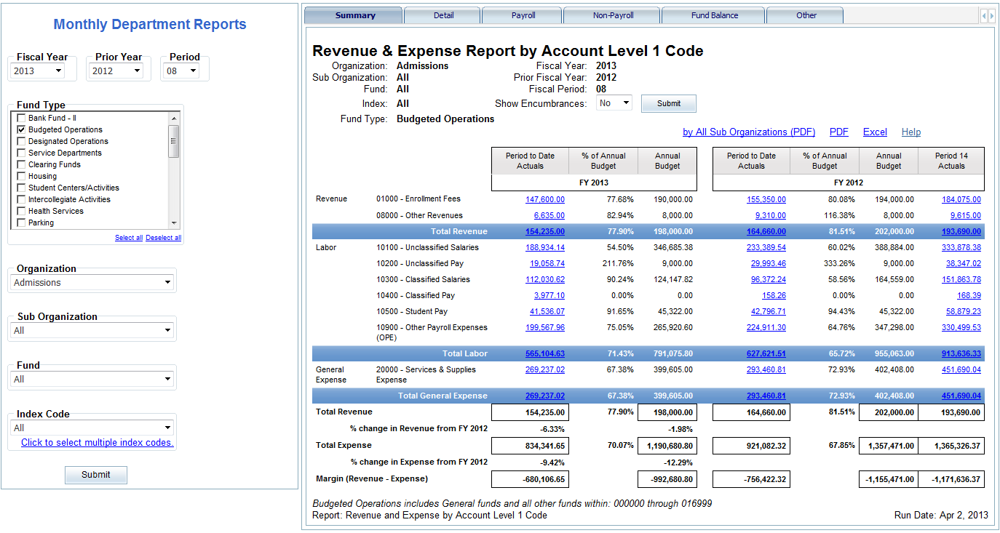 Monthly Department Reports
Fiscal Year Prior Year Period
2013 2012 08
Fund Type
Bank Fund - II
Budgeted Operations
Designated Operations
Service Departments
Clearing Funds
Housing
Student Centers/Activities
Intercollegiate Activities
Health Services
Parking
Select all Deselect all
Organization
Admissions
Sub Organization
All
Fund
All
Index Code
All
Click to select multiple index codes.
Submit
Summary Detail Payroll Non-Payroll Fund Balance Other
Revenue & Expense Report by Account Level 1 Code
Organization: Admissions Fiscal Year: 2013
Sub Organization: All Prior Fiscal Year: 2012
Fund: All Fiscal Period: 08
Index: All Show Encumbrances: No Submit
Fund Type: Budgeted Operations
by All Sub Organizations (PDF) PDF Excel Help
Period to Date % of Annual Annual Period to Date % of Annual Annual Period 14
Actuals Budget Budget Actuals Budget Budget Actuals
FY 2013 FY 2012
Revenue 01000 - Enrollment Fees 147,600.00 77.68% 190,000.00 155,350.00 80.08% 194,000.00 184,075.00
08000 - Other Revenues 6,635.00 82.94% 8,000.00 9,310.00 116.38% 8,000.00 9,615.00
Total Revenue 154,235.00 77.90% 198,000.00 164,660.00 81.51% 202,000.00 193,690.00
Labor 10100 - Unclassified Salaries 188,934.14 54.50% 346,685.38 233,389.54 60.02% 388,884.00 333,878.38
10200 - Unclassified Pay 19,058.74 211.76% 9,000.00 29,993.46 333.26% 9,000.00 38,347.02
10300 - Classified Salaries 112,030.62 90.24% 124,147.82 96,372.24 58.56% 164,559.00 151,863.78
10400 - Classified Pay 3,977.10 0.00% 0.00 158.26 0.00% 0.00 168.39
10500 - Student Pay 41,536.07 91.65% 45,322.00 42,796.71 94.43% 45,322.00 58,879.23
10900 - Other Payroll Expenses 199,567.96 75.05% 265,920.60 224,911.30 64.76% 347,298.00 330,499.53
(OPE)
Total Labor 565,104.63 71.43% 791,075.80 627,621.51 65.72% 955,063.00 913,636.33
General 20000 - Services & Supplies 269,237.02 67.38% 399,605.00 293,460.81 72.93% 402,408.00 451,690.04
Expense Expense
Total General Expense 269,237.02 67.38% 399,605.00 293,460.81 72.93% 402,408.00 451,690.04
Total Revenue 154,235.00 77.90% 198,000.00 164,660.00 81.51% 202,000.00 193,690.00
% change in Revenue from FY 2012 -6.33% -1.98%
Total Expense 834,341.65 70.07% 1,190,680.80 921,082.32 67.85% 1,357,471.00 1,365,326.37
% change in Expense from FY 2012 -9.42% -12.29%
Margin (Revenue - Expense) -680,106.65 -992,680.80 -756,422.32 -1,155,471.00 -1,171,636.37
Budgeted Operations includes General funds and all other funds within: 000000 through 016999
Report: Revenue and Expense by Account Level 1 Code Run Date: Apr 2, 2013